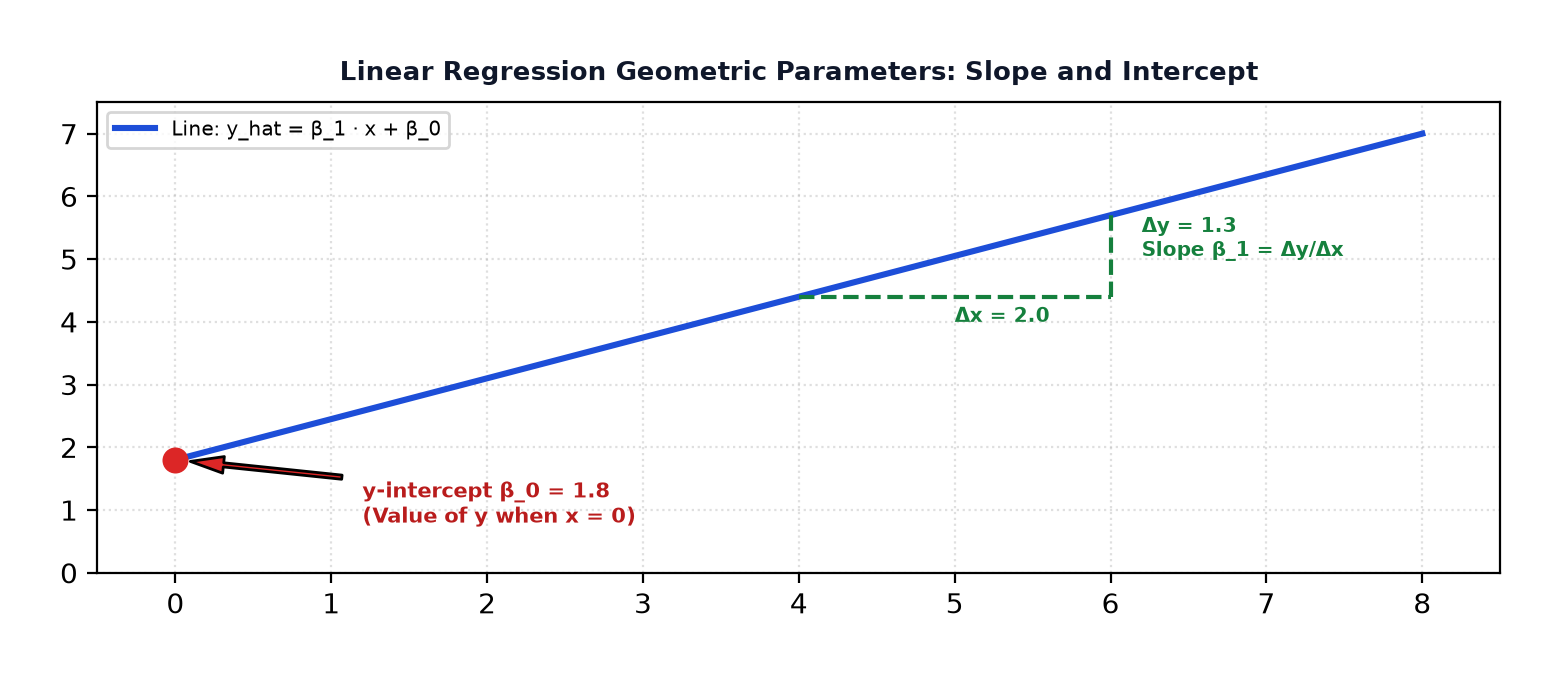 Linear Regression Geometric Parameters: Slope and Intercept
Line: y_hat = β_1 · x + β_0
7
6
5
4
3
2
1
0
Δy = 1.3
Slope β_1 = Δy/Δx
Δx = 2.0
y-intercept β_0 = 1.8
(Value of y when x = 0)
0 1 2 3 4 5 6 7 8